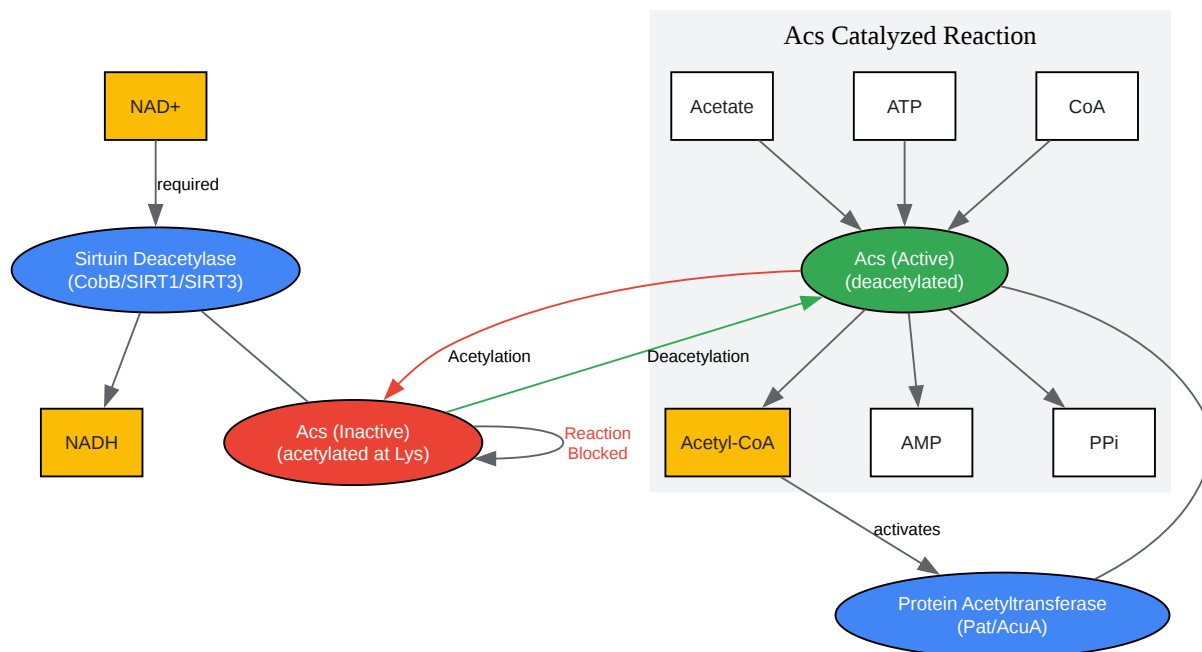 Acs Catalyzed Reaction
NAD+
Acetate
ATP
CoA
required
Sirtuin Deacetylase
(CobB/SIRT1/SIRT3)
Acs (Active)
(deacetylated)
Acetylation
Deacetylation
NADH
Acs (Inactive)
(acetylated at Lys)
Reaction
Blocked
Acetyl-CoA
AMP
PPi
activates
Protein Acetyltransferase
(Pat/AcuA)